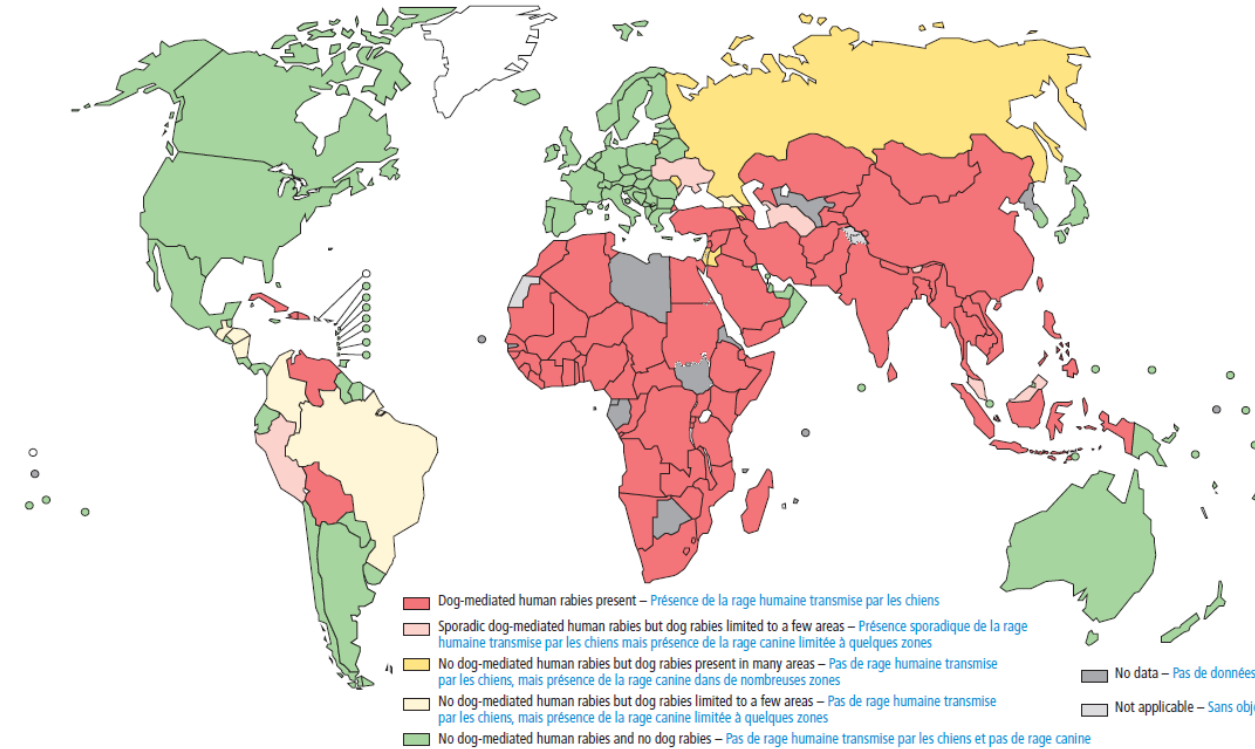 Dog-mediated human rabies present – Présence de la rage humaine transmise par les chiens
Sporadic dog-mediated human rabies but dog rabies limited to a few areas – Présence sporadique de la rage
humaine transmise par les chiens mais présence de la rage canine limitée à quelques zones
No dog-mediated human rabies but dog rabies present in many areas – Pas de rage humaine transmise
par les chiens, mais présence de la rage canine dans de nombreuses zones
No dog-mediated human rabies but dog rabies limited to a few areas – Pas de rage humaine transmise
par les chiens, mais présence de la rage canine limitée à quelques zones
No dog-mediated human rabies and no dog rabies – Pas de rage humaine transmise par les chiens et pas de rage canine
No data – Pas de données
Not applicable – Sans obj